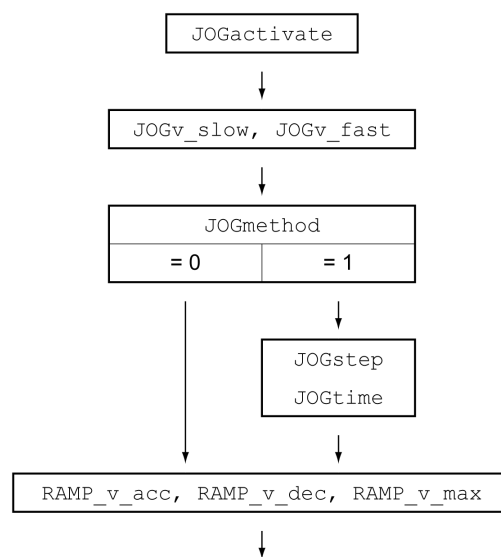 JOGactivate
JOGv_slow, JOGv_fast
JOGmethod
= 0
= 1
JOGstep
JOGtime
RAMP_v_acc, RAMP_v_dec, RAMP_v_max